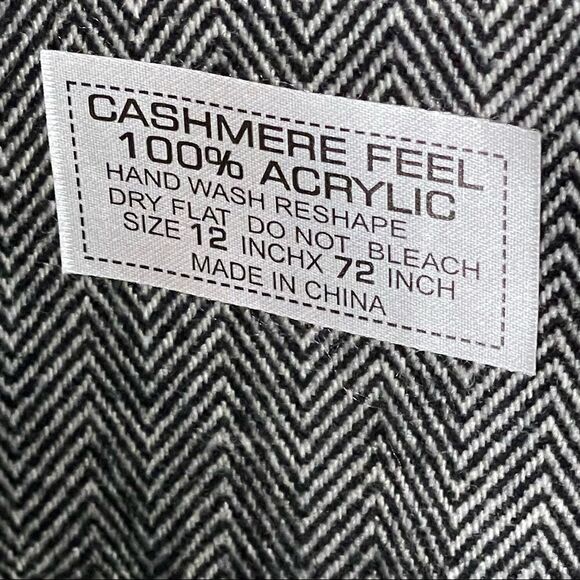 CASHMERE FEEL
100% ACRYLIC
HAND WASH RESHAPE
DRY FLAT DO NOT BLEACH
SIZE 12 INCHX 72 INCH
MADE IN CHINA